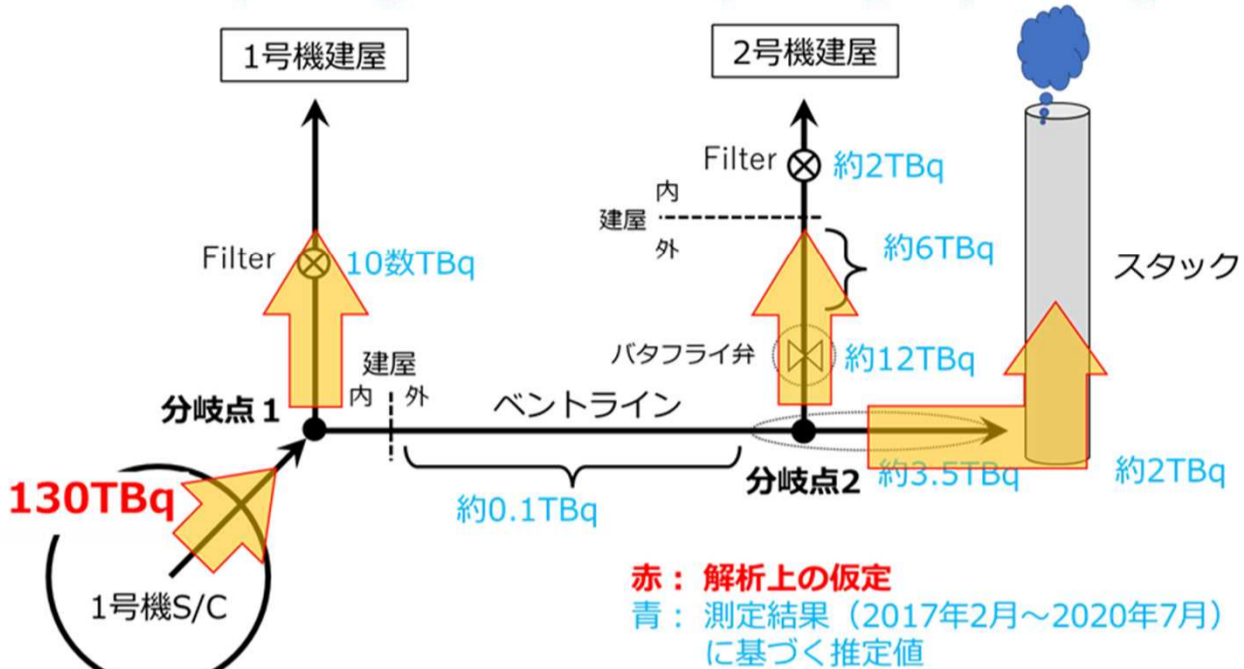 1号機建屋
2号機建屋
Filter
約2TBq
内
建屋
外
約6TBq
スタック
Filter
10数TBq
バタフライ弁
約12TBq
建屋
内
外
分岐点1
ベントライン
分岐点2
約3.5TBq
約2TBq
130TBq
約0.1TBq
1号機S/C
赤： 解析上の仮定
青： 測定結果（2017年2月～2020年7月）
に基づく推定値